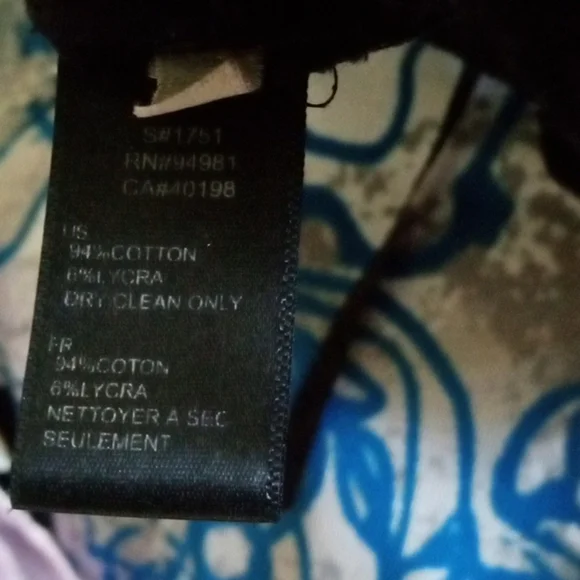 S#1751
RN#94981
CA#40198
US
94%COTTON
6%LYCRA
DRY CLEAN ONLY
FR
94%COTON
6%LYCRA
NETTOYER A SEC
SEULEMENT